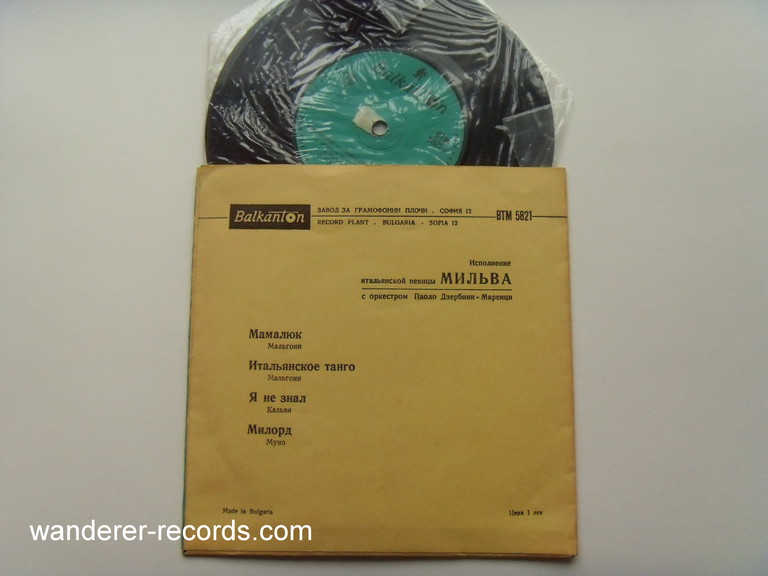 Balkanton
Balkanton
ЗАВОД ЗА ГРАМОФОННИ ПЛОЧИ . СОФИЯ 12
RECORD PLANT . BULGARIA - SOFIA 12
ВТМ 5821
Исполнение
итальянской певицы МИЛЬВА
с оркестром Паоло Дзербини - Маренци
Мамалюк
Мальгони
Итальянское танго
Мальгони
Я не знал
Кальви
Милорд
Муно
Made in Bulgaria
Цена 1 лев
wanderer-records.com